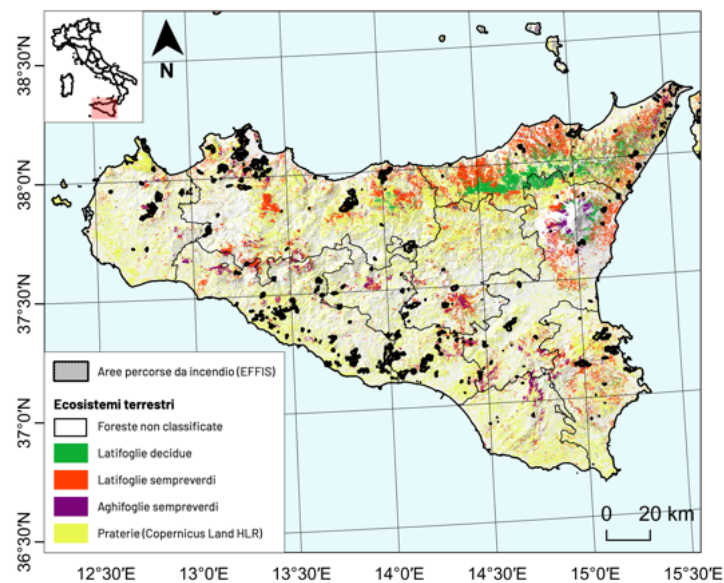 N
38°30'N
38°0'N
37°30'N
37°0'N
36°30'N
Aree percorse da incendio (EFFIS)
Ecosistemi terrestri
Foreste non classificate
Latifoglie decidue
Latifoglie sempreverdi
Aghifoglie sempreverdi
Praterie (Copernicus Land HLR)
0 20 km
12°30'E 13°0'E 13°30'E 14°0'E 14°30'E 15°0'E 15°30'E